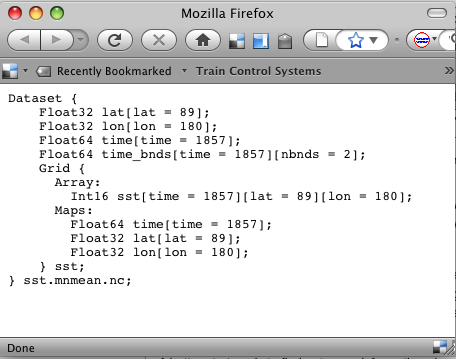 Mozilla Firefox
Recently Bookmarked
Train Control Systems
»
Dataset {
    Float32 lat[lat = 89];
    Float32 lon[lon = 180];
    Float64 time[time = 1857];
    Float64 time_bnds[time = 1857][nbnds = 2];
    Grid {
      Array:
        Int16 sst[time = 1857][lat = 89][lon = 180];
      Maps:
        Float64 time[time = 1857];
        Float32 lat[lat = 89];
        Float32 lon[lon = 180];
    } sst;
} sst.mnmean.nc;
Done